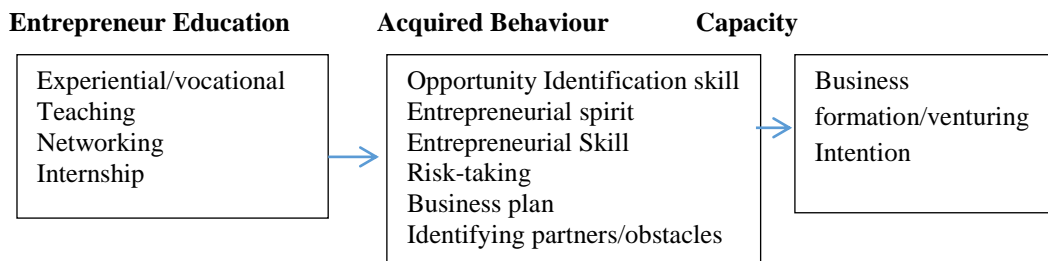 Entrepreneur Education
Acquired Behaviour
Capacity
Experiential/vocational
Teaching
Networking
Internship
Opportunity Identification skill
Entrepreneurial spirit
Entrepreneurial Skill
Risk-taking
Business plan
Identifying partners/obstacles
Business
formation/venturing
Intention